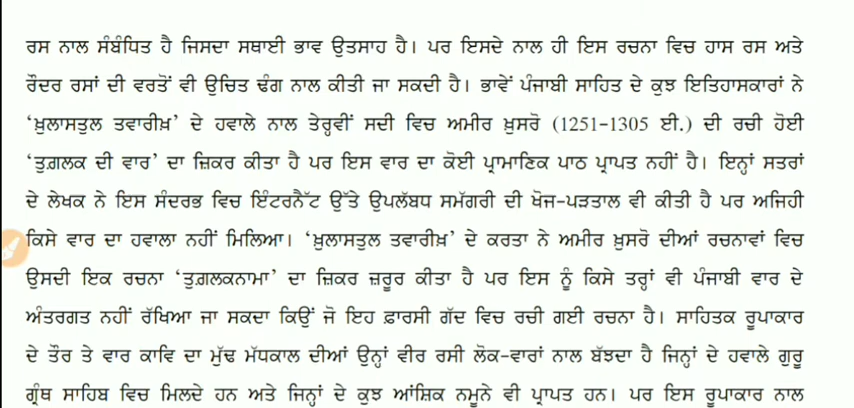 ਰਸ ਨਾਲ ਸੰਬੰਧਿਤ ਹੈ ਜਿਸਦਾ ਸਥਾਈ ਭਾਵ ਉਤਸਾਹ ਹੈ। ਪਰ ਇਸਦੇ ਨਾਲ ਹੀ ਇਸ ਰਚਨਾ ਵਿਚ ਹਾਸ ਰਸ ਅਤੇ
ਰੌਦਰ ਰਸਾਂ ਦੀ ਵਰਤੋਂ ਵੀ ਉਚਿਤ ਢੰਗ ਨਾਲ ਕੀਤੀ ਜਾ ਸਕਦੀ ਹੈ। ਭਾਵੇਂ ਪੰਜਾਬੀ ਸਾਹਿਤ ਦੇ ਕੁਝ ਇਤਿਹਾਸਕਾਰਾਂ ਨੇ
‘ਖ਼ੁਲਾਸਤੁਲ ਤਵਾਰੀਖ਼’ ਦੇ ਹਵਾਲੇ ਨਾਲ ਤੇਰ੍ਹਵੀਂ ਸਦੀ ਵਿਚ ਅਮੀਰ ਖ਼ੁਸਰੋ (1251-1305 ਈ.) ਦੀ ਰਚੀ ਹੋਈ
‘ਤੁਗ਼ਲਕ ਦੀ ਵਾਰ’ ਦਾ ਜ਼ਿਕਰ ਕੀਤਾ ਹੈ ਪਰ ਇਸ ਵਾਰ ਦਾ ਕੋਈ ਪ੍ਰਾਮਾਣਿਕ ਪਾਠ ਪ੍ਰਾਪਤ ਨਹੀਂ ਹੈ। ਇਨ੍ਹਾਂ ਸਤਰਾਂ
ਦੇ ਲੇਖਕ ਨੇ ਇਸ ਸੰਦਰਭ ਵਿਚ ਇੰਟਰਨੈੱਟ ਉੱਤੇ ਉਪਲੱਬਧ ਸਮੱਗਰੀ ਦੀ ਖੋਜ-ਪੜਤਾਲ ਵੀ ਕੀਤੀ ਹੈ ਪਰ ਅਜਿਹੀ
ਕਿਸੇ ਵਾਰ ਦਾ ਹਵਾਲਾ ਨਹੀਂ ਮਿਲਿਆ। ‘ਖ਼ੁਲਾਸਤੁਲ ਤਵਾਰੀਖ਼’ ਦੇ ਕਰਤਾ ਨੇ ਅਮੀਰ ਖ਼ੁਸਰੋ ਦੀਆਂ ਰਚਨਾਵਾਂ ਵਿਚ
ਉਸਦੀ ਇਕ ਰਚਨਾ ‘ਤੁਗ਼ਲਕਨਾਮਾ’ ਦਾ ਜ਼ਿਕਰ ਜ਼ਰੂਰ ਕੀਤਾ ਹੈ ਪਰ ਇਸ ਨੂੰ ਕਿਸੇ ਤਰ੍ਹਾਂ ਵੀ ਪੰਜਾਬੀ ਵਾਰ ਦੇ
ਅੰਤਰਗਤ ਨਹੀਂ ਰੱਖਿਆ ਜਾ ਸਕਦਾ ਕਿਉਂ ਜੋ ਇਹ ਫ਼ਾਰਸੀ ਗੱਦ ਵਿਚ ਰਚੀ ਗਈ ਰਚਨਾ ਹੈ। ਸਾਹਿਤਕ ਰੂਪਾਕਾਰ
ਦੇ ਤੌਰ ਤੇ ਵਾਰ ਕਾਵਿ ਦਾ ਮੁੱਢ ਮੱਧਕਾਲ ਦੀਆਂ ਉਨ੍ਹਾਂ ਵੀਰ ਰਸੀ ਲੋਕ-ਵਾਰਾਂ ਨਾਲ ਬੱਝਦਾ ਹੈ ਜਿਨ੍ਹਾਂ ਦੇ ਹਵਾਲੇ ਗੁਰੂ
ਗ੍ਰੰਥ ਸਾਹਿਬ ਵਿਚ ਮਿਲਦੇ ਹਨ ਅਤੇ ਜਿਨ੍ਹਾਂ ਦੇ ਕੁਝ ਆਂਸ਼ਿਕ ਨਮੂਨੇ ਵੀ ਪ੍ਰਾਪਤ ਹਨ। ਪਰ ਇਸ ਰੂਪਾਕਾਰ ਨਾਲ